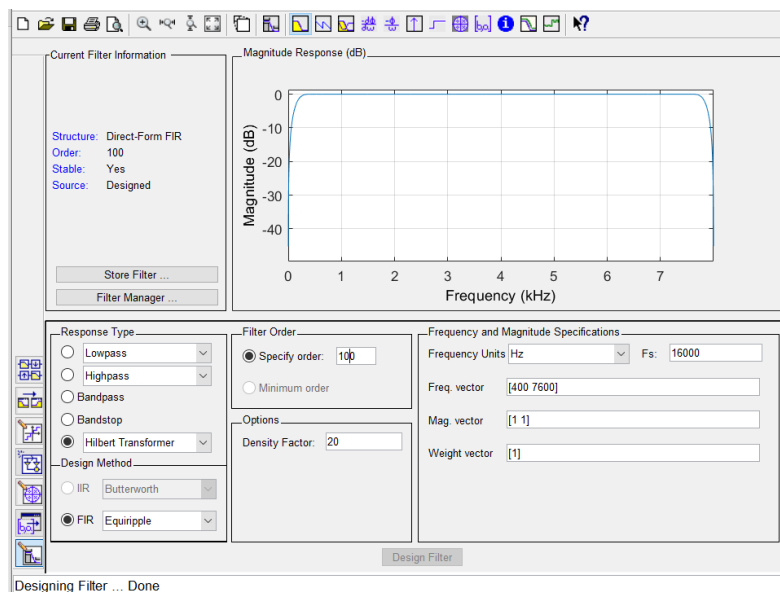 Current Filter Information
Structure: Direct-Form FIR
Order: 100
Stable: Yes
Source: Designed
Store Filter ...
Filter Manager ...
Magnitude Response (dB)
Magnitude (dB)
0
-10
-20
-30
-40
0 1 2 3 4 5 6 7
Frequency (kHz)
Response Type
Lowpass
Highpass
Bandpass
Bandstop
Hilbert Transformer
Design Method
IIR Butterworth
FIR Equiripple
Filter Order
Specify order: 100
Minimum order
Options
Density Factor: 20
Frequency and Magnitude Specifications
Frequency Units Hz Fs: 16000
Freq. vector [400 7600]
Mag. vector [1 1]
Weight vector [1]
Design Filter
Designing Filter ... Done